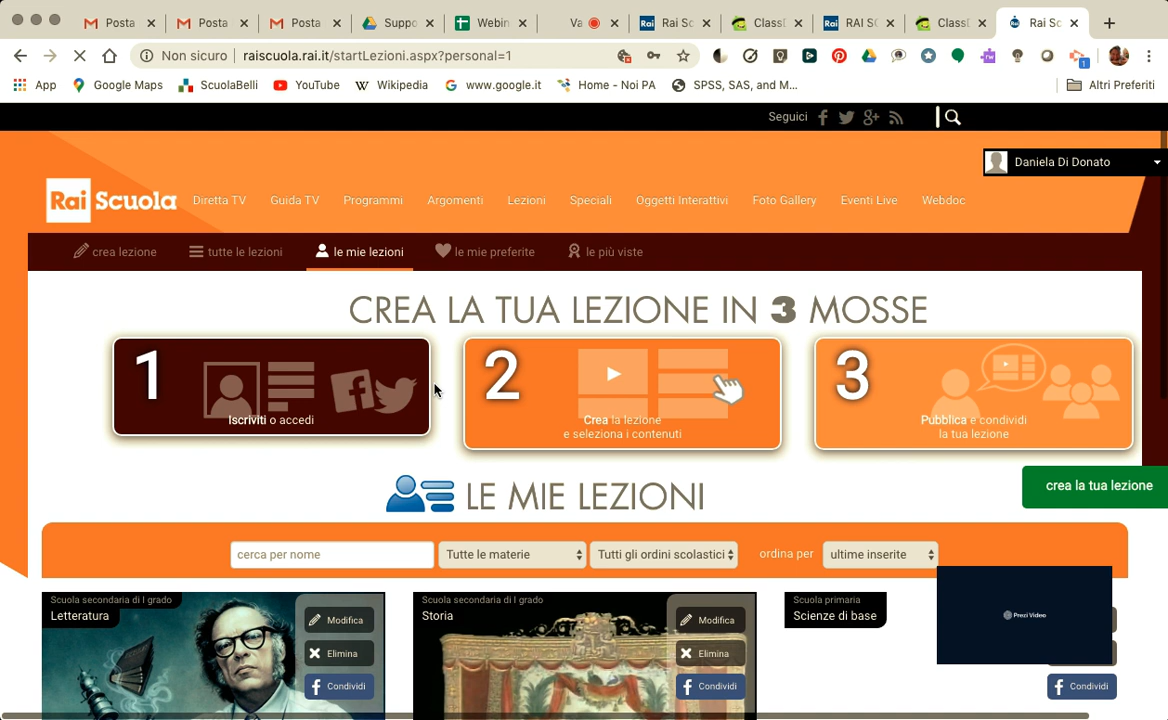 Posta
Posta
Posta
Suppo
Webin
Va
Rai Sc
ClassD
RAI SC
ClassD
Rai Sc
Non sicuro
raiscuola.rai.it/startLezioni.aspx?personal=1
1
App
Google Maps
ScuolaBelli
YouTube
Wikipedia
www.google.it
Home - Noi PA
SPSS, SAS, and M...
Altri Preferiti
Seguici
Daniela Di Donato
Rai Scuola
Diretta TV
Guida TV
Programmi
Argomenti
Lezioni
Speciali
Oggetti Interattivi
Foto Gallery
Eventi Live
Webdoc
crea lezione
tutte le lezioni
le mie lezioni
le mie preferite
le più viste
CREA LA TUA LEZIONE IN 3 MOSSE
1
Iscriviti o accedi
2
Crea la lezione
e seleziona i contenuti
3
Pubblica e condividi
la tua lezione
crea la tua lezione
LE MIE LEZIONI
cerca per nome
Tutte le materie
Tutti gli ordini scolastici
ordina per
ultime inserite
Scuola secondaria di I grado
Letteratura
Modifica
Elimina
Condividi
Scuola secondaria di I grado
Storia
Modifica
Elimina
Condividi
Scuola primaria
Scienze di base
Prezi Video
Condividi